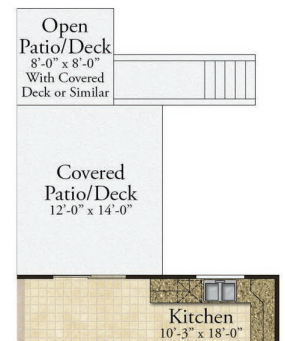 Open
Patio/Deck
8'-0" x 8'-0"
With Covered
Deck or Similar
Covered
Patio/Deck
12'-0" x 14'-0"
Kitchen
10'-3" x 18'-0"